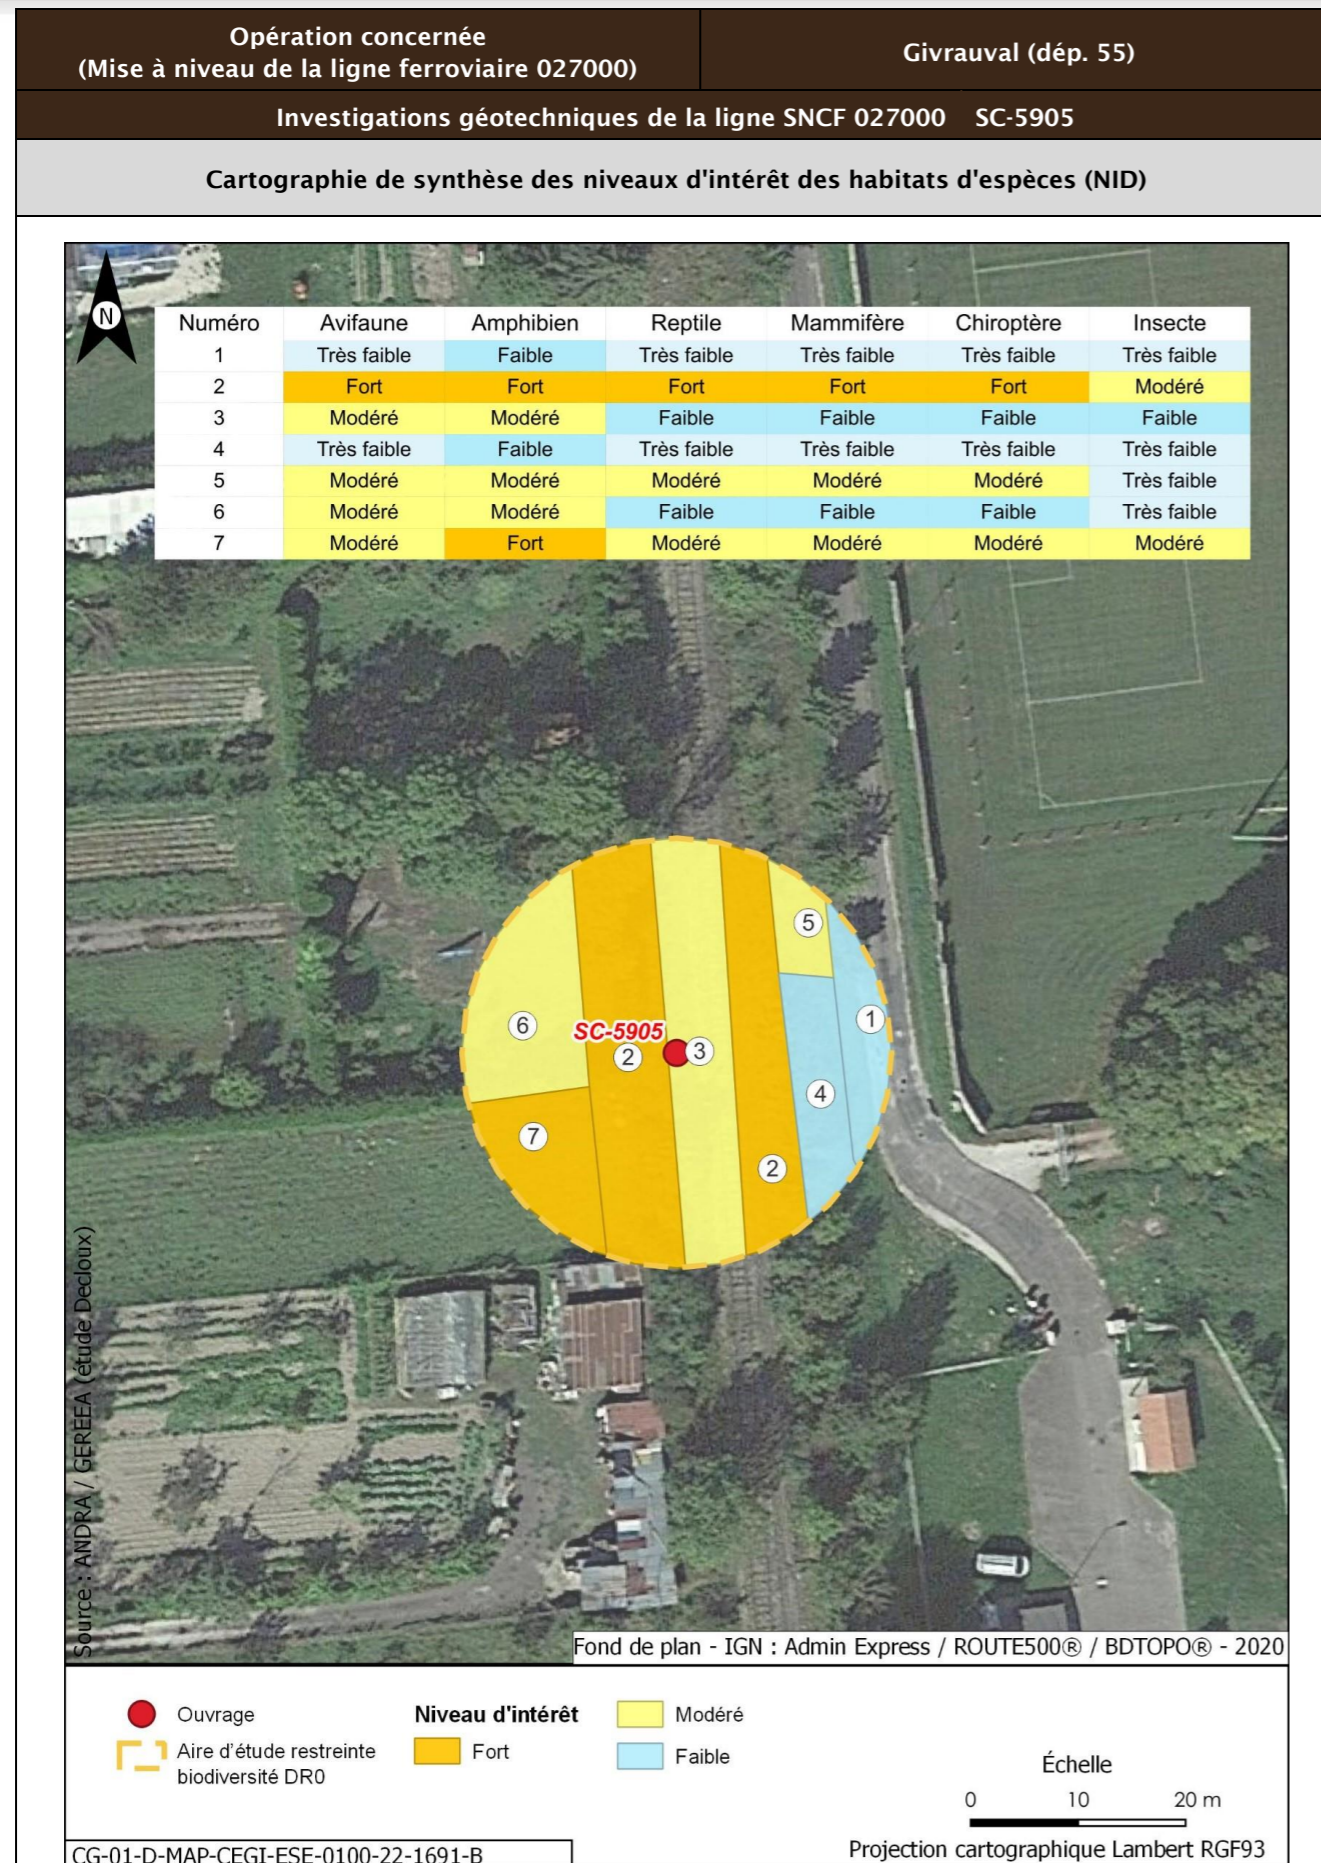 Opération concernée
(Mise à niveau de la ligne ferroviaire 027000)
Givrauval (dép. 55)
Investigations géotechniques de la ligne SNCF 027000 SC-5905
Cartographie de synthèse des niveaux d'intérêt des habitats d'espèces (NID)
N
Numéro Avifaune Amphibien Reptile Mammifère Chiroptère Insecte
1 Très faible Faible Très faible Très faible Très faible Très faible
2 Fort Fort Fort Fort Fort Modéré
3 Modéré Modéré Faible Faible Faible Faible
4 Très faible Faible Très faible Très faible Très faible Très faible
5 Modéré Modéré Modéré Modéré Modéré Très faible
6 Modéré Modéré Faible Faible Faible Très faible
7 Modéré Fort Modéré Modéré Modéré Modéré
5
6
SC-5905
2
3
1
4
7
2
Source : ANDRA / GEREEA (étude Decloux)
Fond de plan - IGN : Admin Express / ROUTE500® / BDTOPO® - 2020
Ouvrage
Aire d'étude restreinte
biodiversité DR0
Niveau d'intérêt
Fort
Modéré
Faible
Échelle
0 10 20 m
Projection cartographique Lambert RGF93
CG-01-D-MAP-CEGI-ESE-0100-22-1691-B